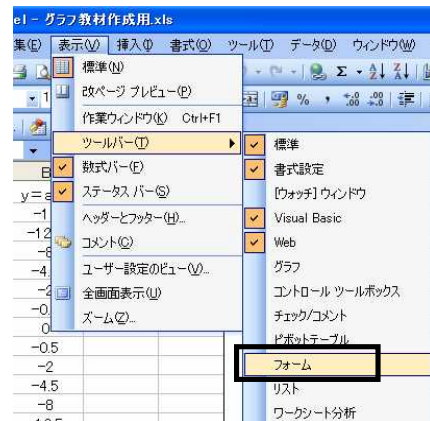 el - グラフ教材作成用.xls
集(E) 表示(V) 挿入(I) 書式(O) ツール(T) データ(D) ウィンドウ(W)
標準(N)
改ページ プレビュー(P)
作業ウィンドウ(K) Ctrl+F1
ツールバー(T)
数式バー(F)
ステータス バー(S)
ヘッダーとフッター(H)...
コメント(C)
ユーザー設定のビュー(V)...
全画面表示(U)
ズーム(Z)...
標準
書式設定
[ウォッチ] ウィンドウ
Visual Basic
Web
グラフ
コントロール ツールボックス
チェック/コメント
ピボットテーブル
フォーム
リスト
ワークシート分析
B
y=a
-1
-12
-8
-4.
-2
-0.
0
-0.5
-2
-4.5
-8